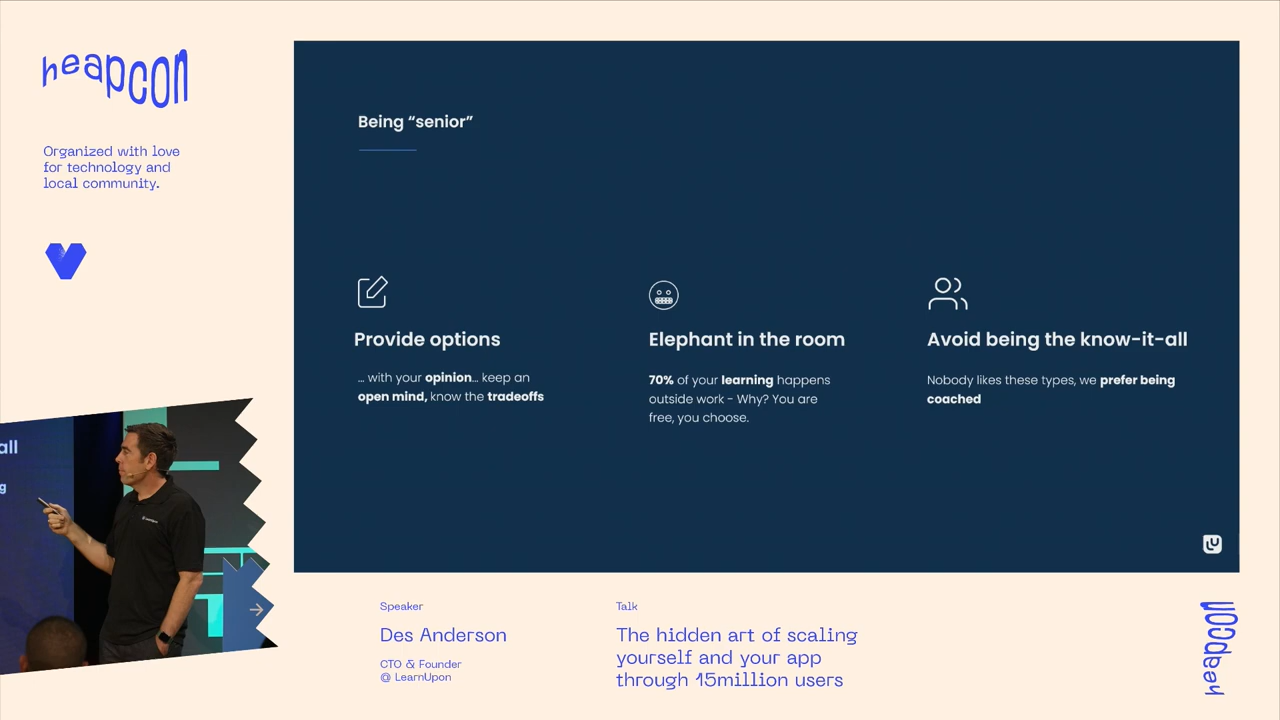 heapcon
Organized with love
for technology and
local community.
Being “senior”
Provide options
… with your opinion… keep an
open mind, know the tradeoffs
Elephant in the room
70% of your learning happens
outside work - Why? You are
free, you choose.
Avoid being the know-it-all
Nobody likes these types, we prefer being
coached
all
g
Speaker
Des Anderson
CTO & Founder
@ LearnUpon
Talk
The hidden art of scaling
yourself and your app
through 15million users
heapcon